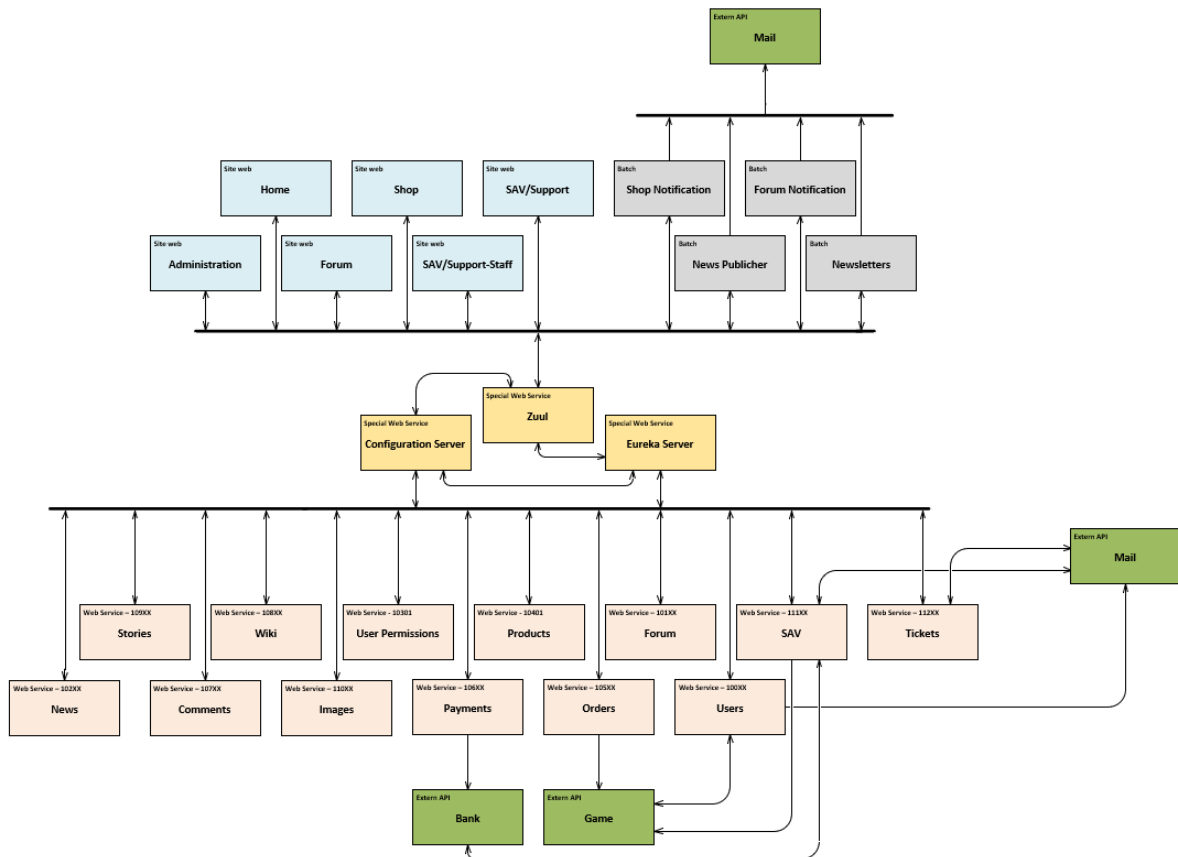 Extern API
Mail
Site web
Home
Site web
Shop
Site web
SAV/Support
Batch
Shop Notification
Batch
Forum Notification
Site web
Administration
Site web
Forum
Site web
SAV/Support-Staff
Batch
News Publicher
Batch
Newsletters
Special Web Service
Zuul
Special Web Service
Configuration Server
Special Web Service
Eureka Server
Extern API
Mail
Web Service – 109XX
Stories
Web Service – 108XX
Wiki
Web Service - 10301
User Permissions
Web Service - 10401
Products
Web Service – 101XX
Forum
Web Service – 111XX
SAV
Web Service – 112XX
Tickets
Web Service – 102XX
News
Web Service – 107XX
Comments
Web Service – 110XX
Images
Web Service – 106XX
Payments
Web Service – 105XX
Orders
Web Service – 100XX
Users
Extern API
Bank
Extern API
Game